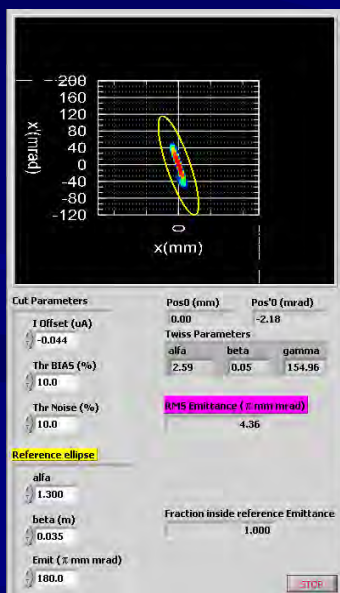 200
160
120
80
40
0
-40
-80
-120
x'(mrad)
0
x(mm)
Cut Parameters
Pos0 (mm) Pos'0 (mrad)
0.00 -2.18
I Offset (uA)
-0.044
Twiss Parameters
alfa beta gamma
2.59 0.05 154.96
Thr BIAS (%)
10.0
Thr Noise (%)
10.0
RMS Emittance (π mm mrad)
4.36
Reference ellipse
alfa
1.300
beta (m)
0.035
Fraction inside reference Emittance
1.000
Emit (π mm mrad)
180.0
STOP